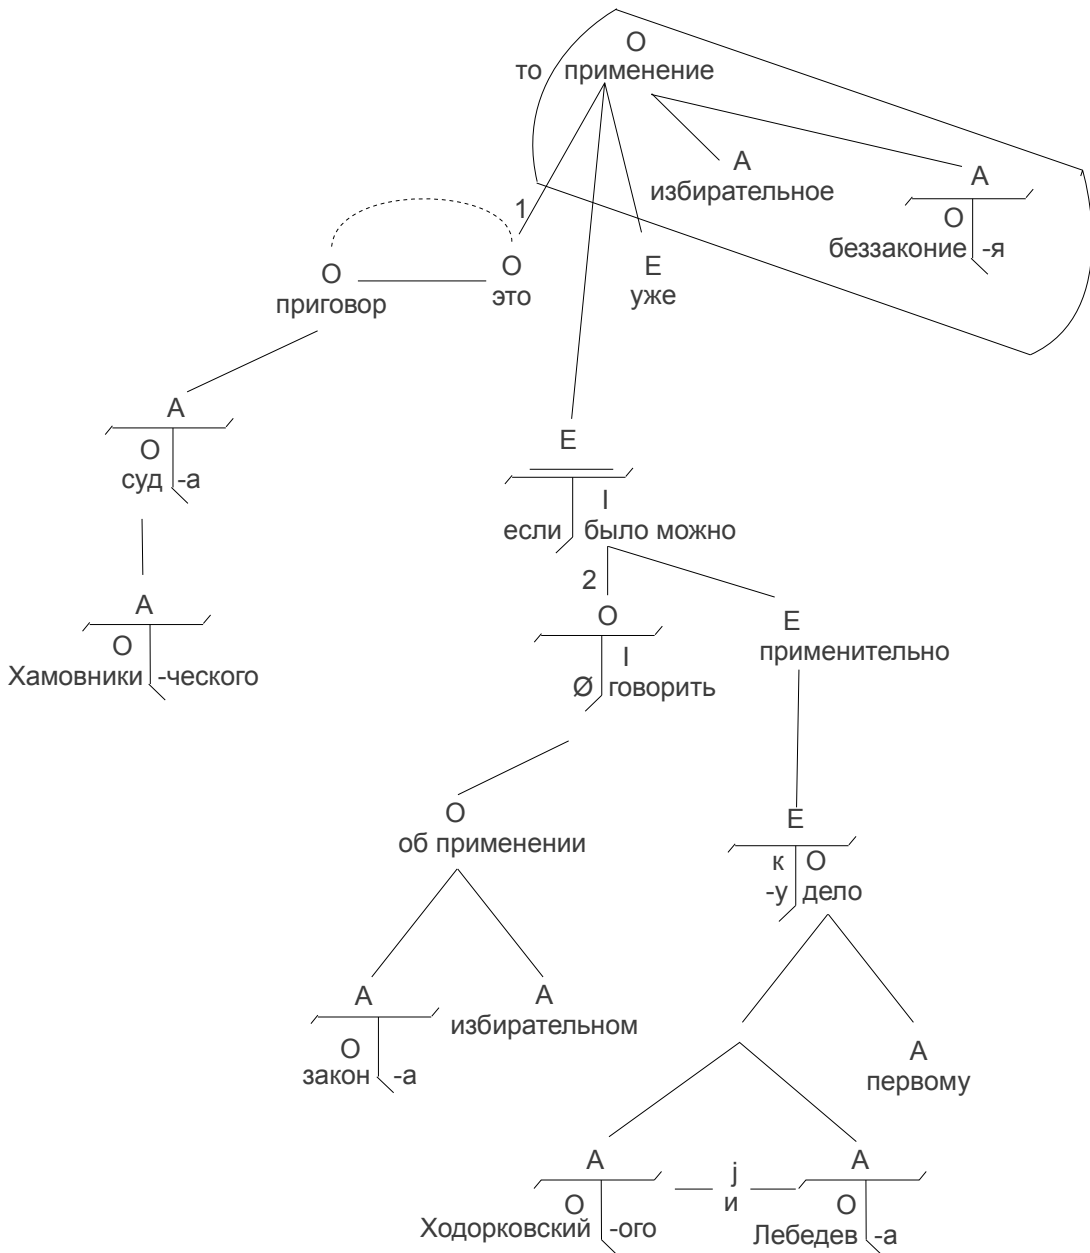 О
то применение
А
избирательное
А
О
беззаконие -я
1
О
приговор
О
это
Е
уже
А
О
суд -а
Е
I
если было можно
А
О
Хамовники -ческого
2
О
I
Ø говорить
Е
применительно
О
об применении
Е
к О
-у дело
А
О
закон -а
А
избирательном
А
первому
А
О
Ходорковский -ого
j
и
А
О
Лебедев -а